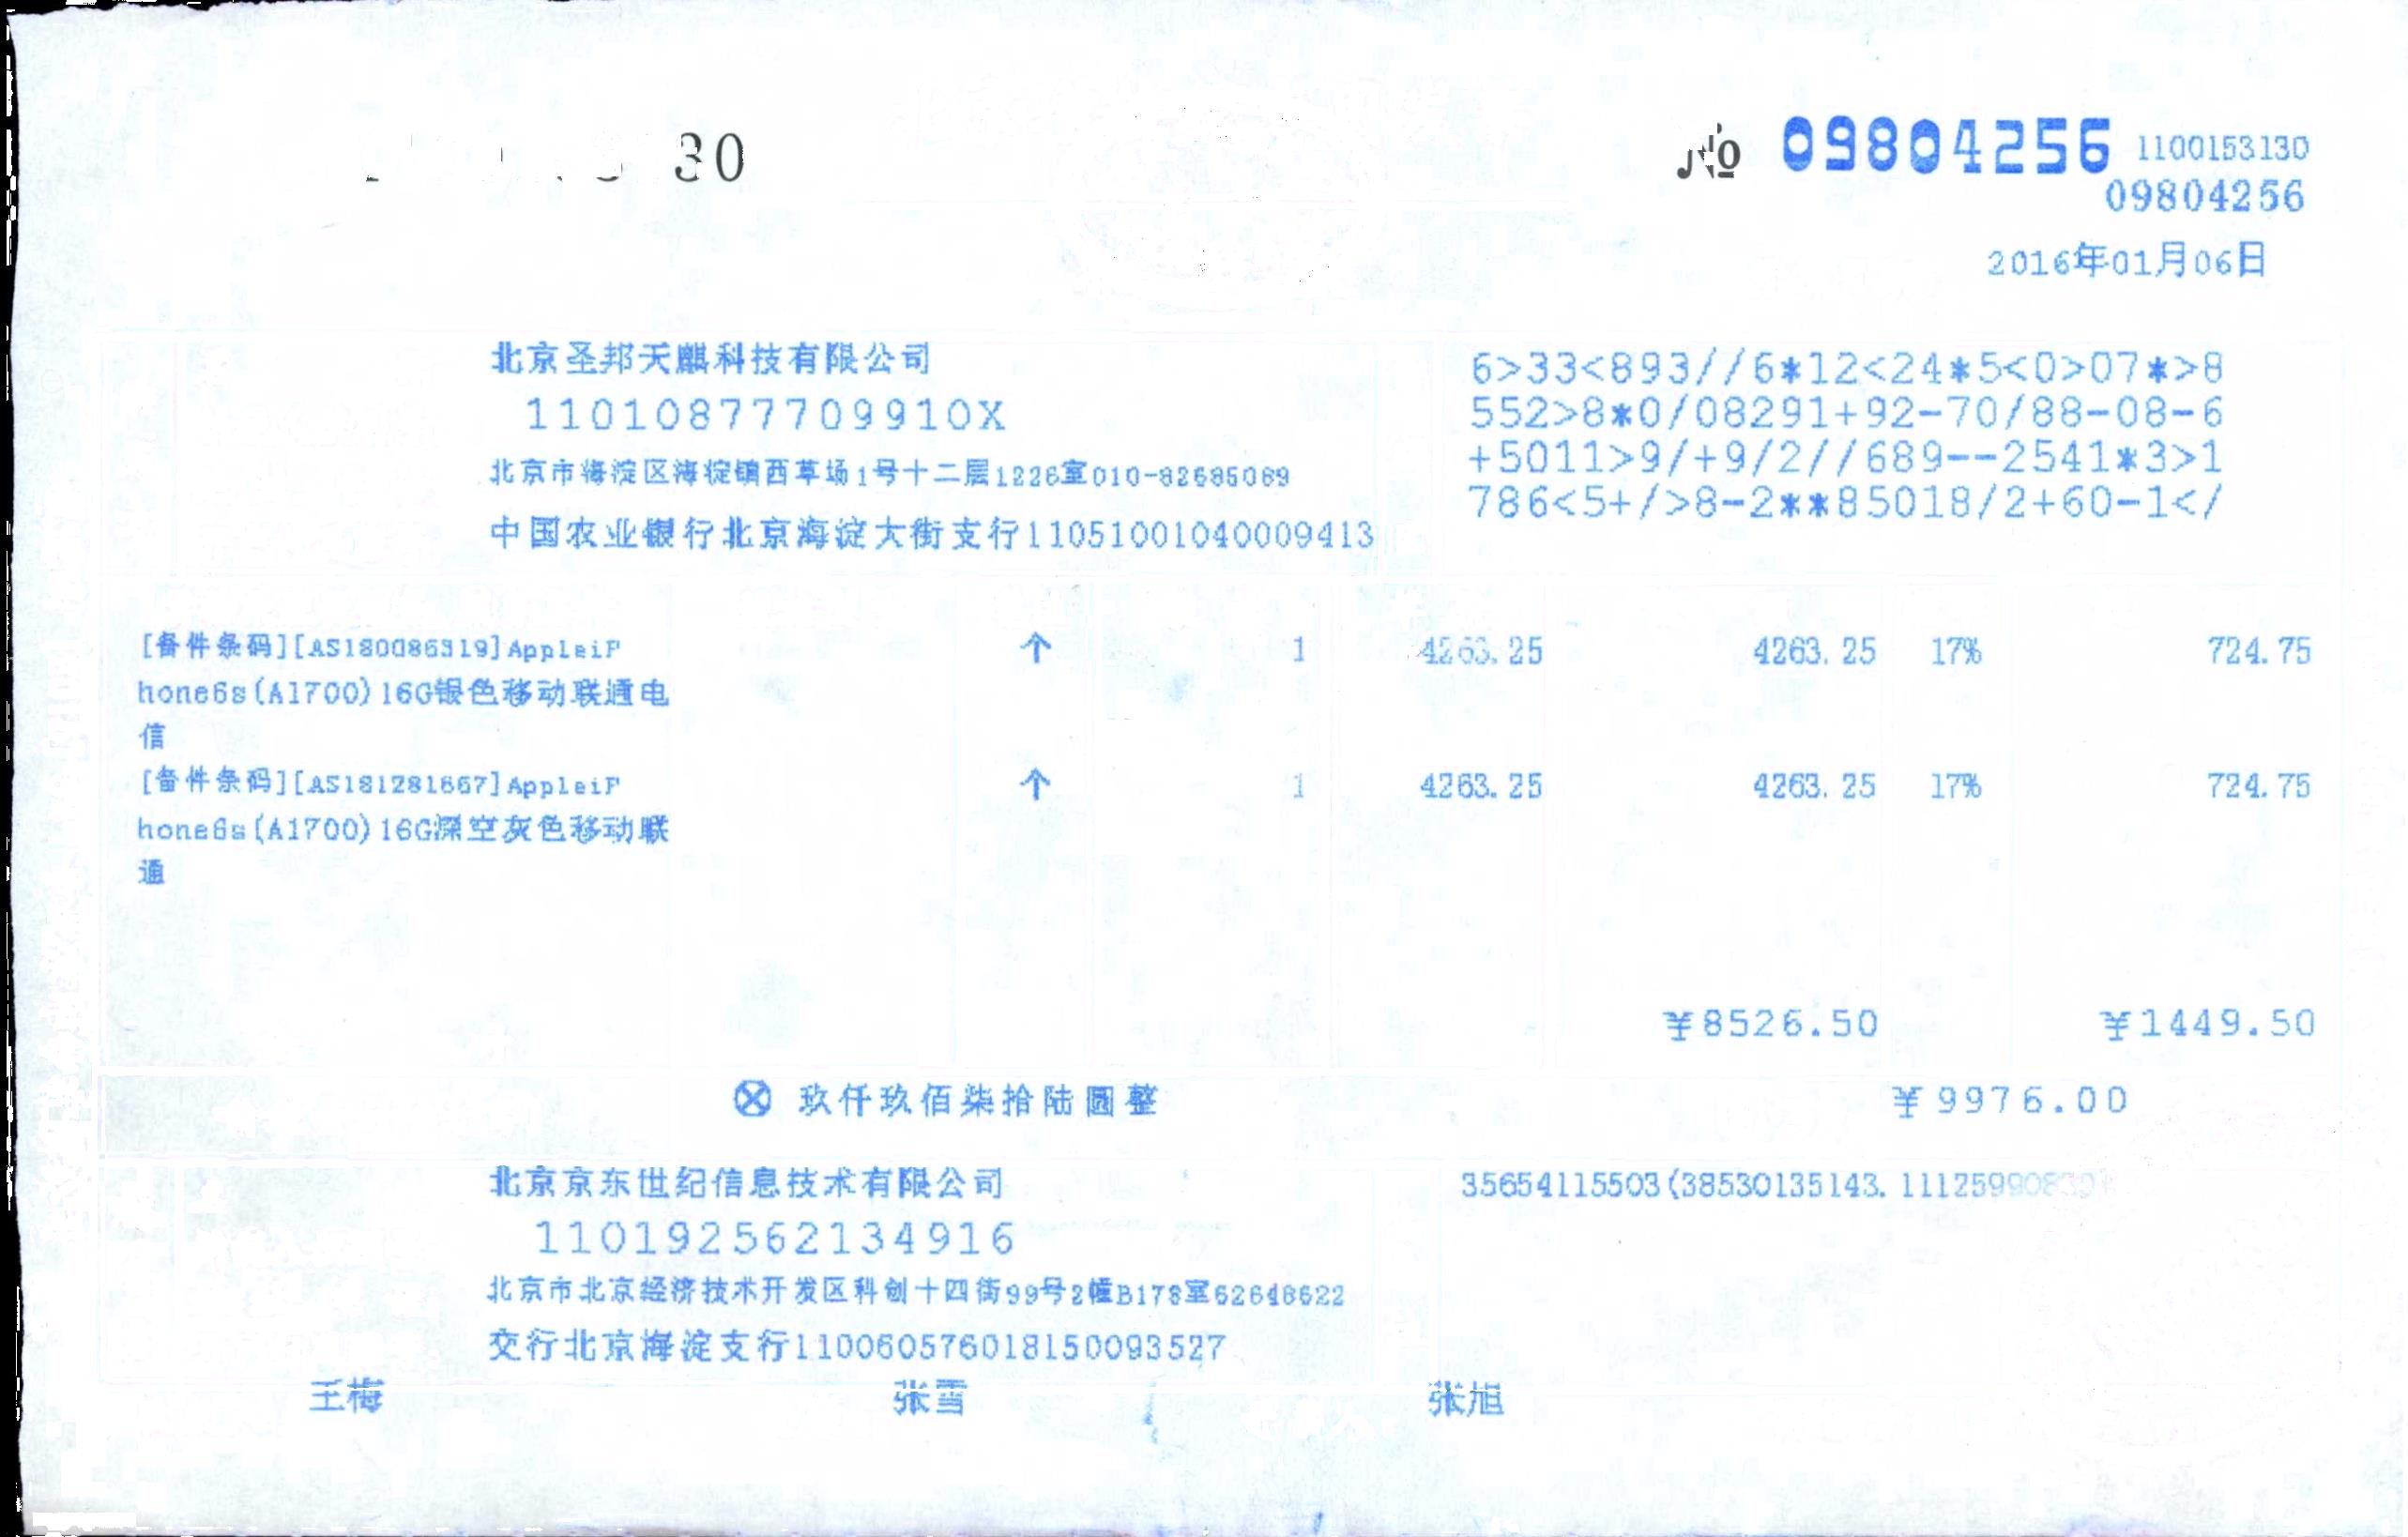 30
№ 09804256 1100153130
09804256
2016年01月06日
北京圣邦天麒科技有限公司
11010877709910X
北京市海淀区海淀镇西草场1号十二层1226室010-82685089
中国农业银行北京海淀大街支行11051001040009413
6>33<893//6*12<24*5<0>07*>8
552>8*0/08291+92-70/88-08-6
+5011>9/+9/2//689--2541*3>1
786<5+/>8-2**85018/2+60-1</
[备件条码][AS180086319]AppleiP 个 1 4263.25 4263.25 17% 724.75
hone6s(A1700)16G银色移动联通电
信
[备件条码][AS181281667]AppleiP 个 1 4263.25 4263.25 17% 724.75
hone6s(A1700)16G深空灰色移动联
通
¥8526.50 ¥1449.50
ⓧ 玖仟玖佰柒拾陆圆整 ¥9976.00
北京京东世纪信息技术有限公司
110192562134916
北京市北京经济技术开发区科创十四街99号2幢B178室62648622
交行北京海淀支行110060576018150093527
35654115503(38530135143.11125990830)
王梅 张雪 张旭